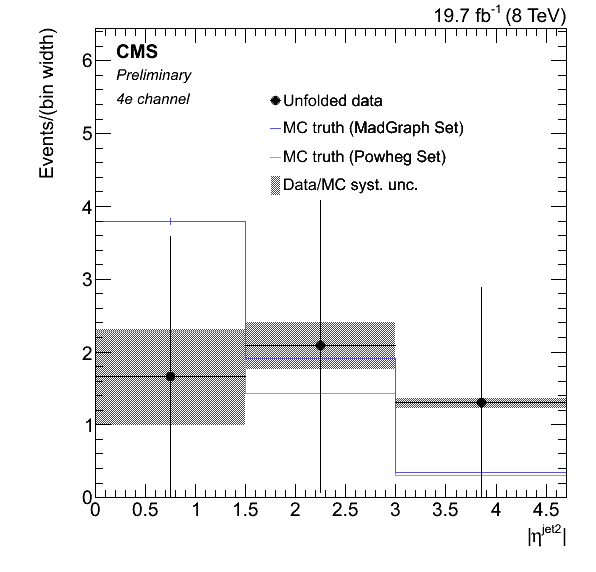 19.7 fb⁻¹ (8 TeV)
Events/(bin width)
CMS
Preliminary
4e channel
Unfolded data
MC truth (MadGraph Set)
MC truth (Powheg Set)
Data/MC syst. unc.
6
5
4
3
2
1
0
0 0.5 1 1.5 2 2.5 3 3.5 4 4.5
|η^jet2|